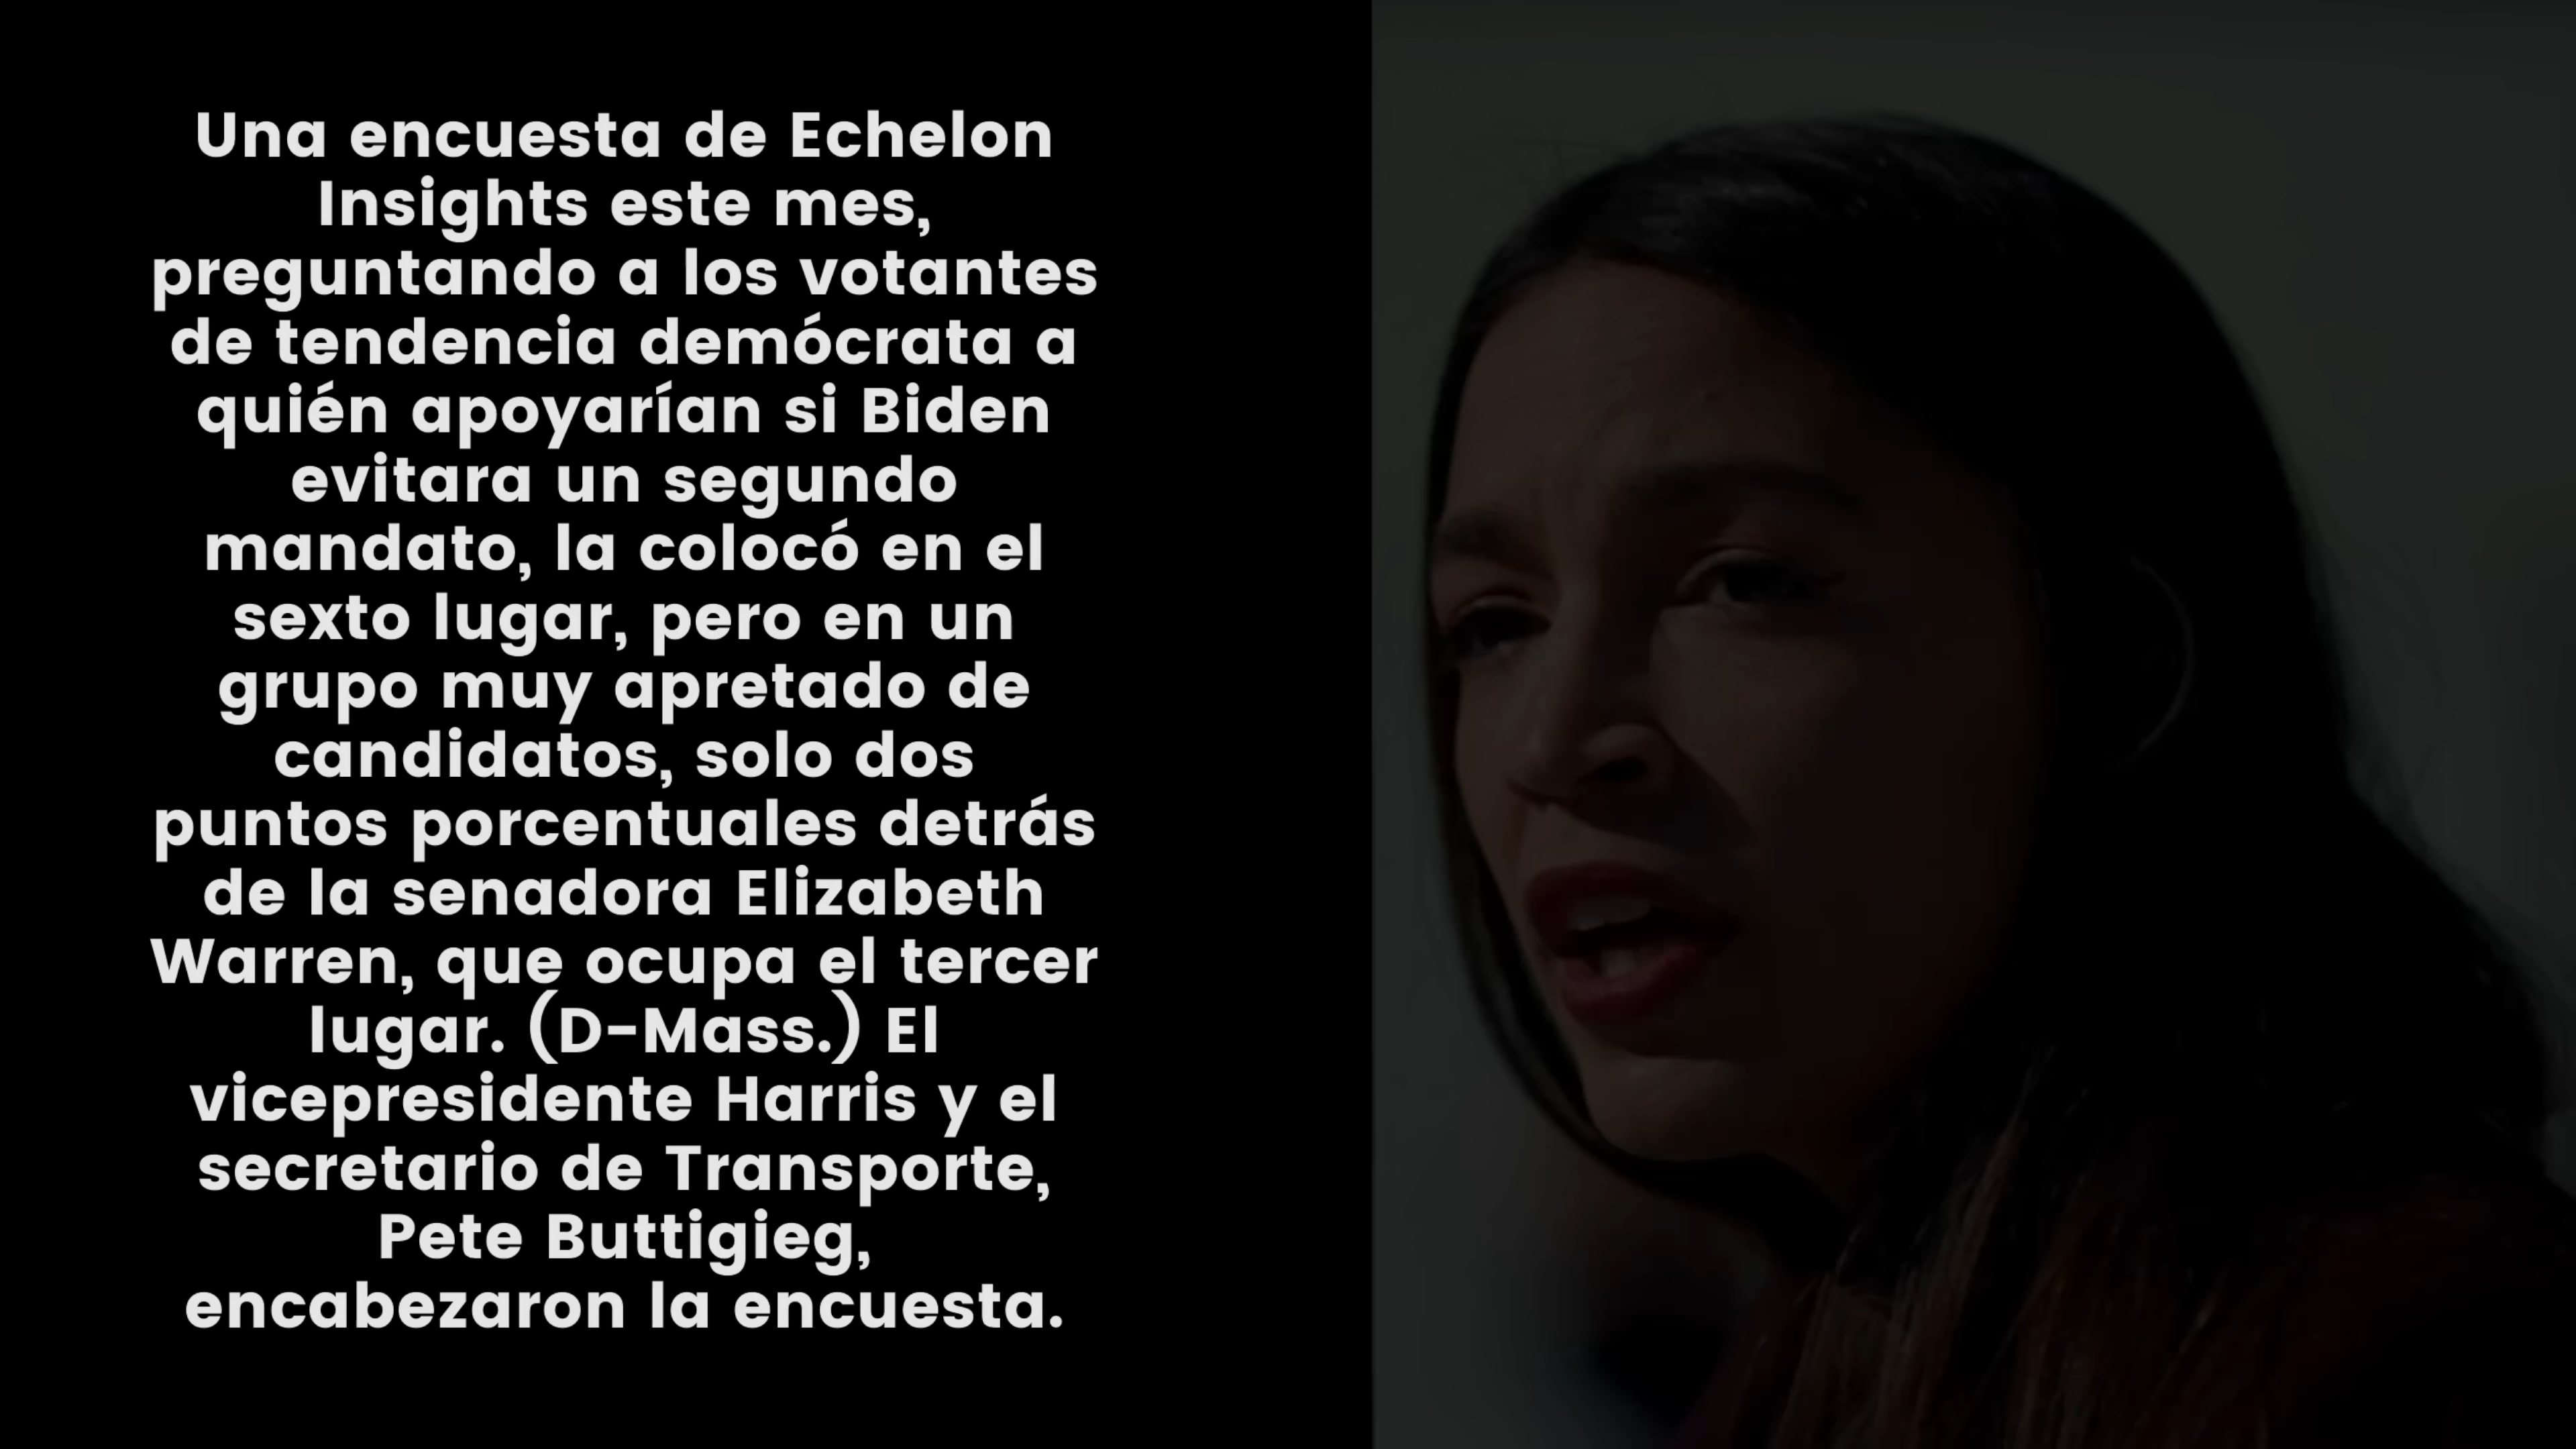 Una encuesta de Echelon
Insights este mes,
preguntando a los votantes
de tendencia demócrata a
quién apoyarían si Biden
evitara un segundo
mandato, la colocó en el
sexto lugar, pero en un
grupo muy apretado de
candidatos, solo dos
puntos porcentuales detrás
de la senadora Elizabeth
Warren, que ocupa el tercer
lugar. (D-Mass.) El
vicepresidente Harris y el
secretario de Transporte,
Pete Buttigieg,
encabezaron la encuesta.